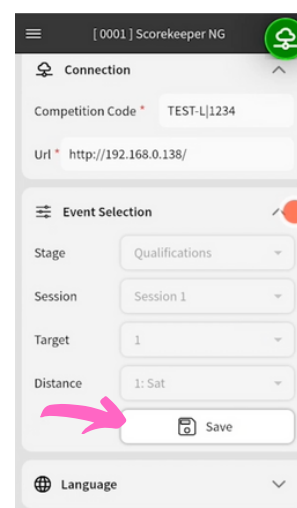 [ 0001 ] Scorekeeper NG
Connection
Competition Code * TEST-L|1234
Url * http://192.168.0.138/
Event Selection
Stage Qualifications
Session Session 1
Target 1
Distance 1: Sat
Save
Language